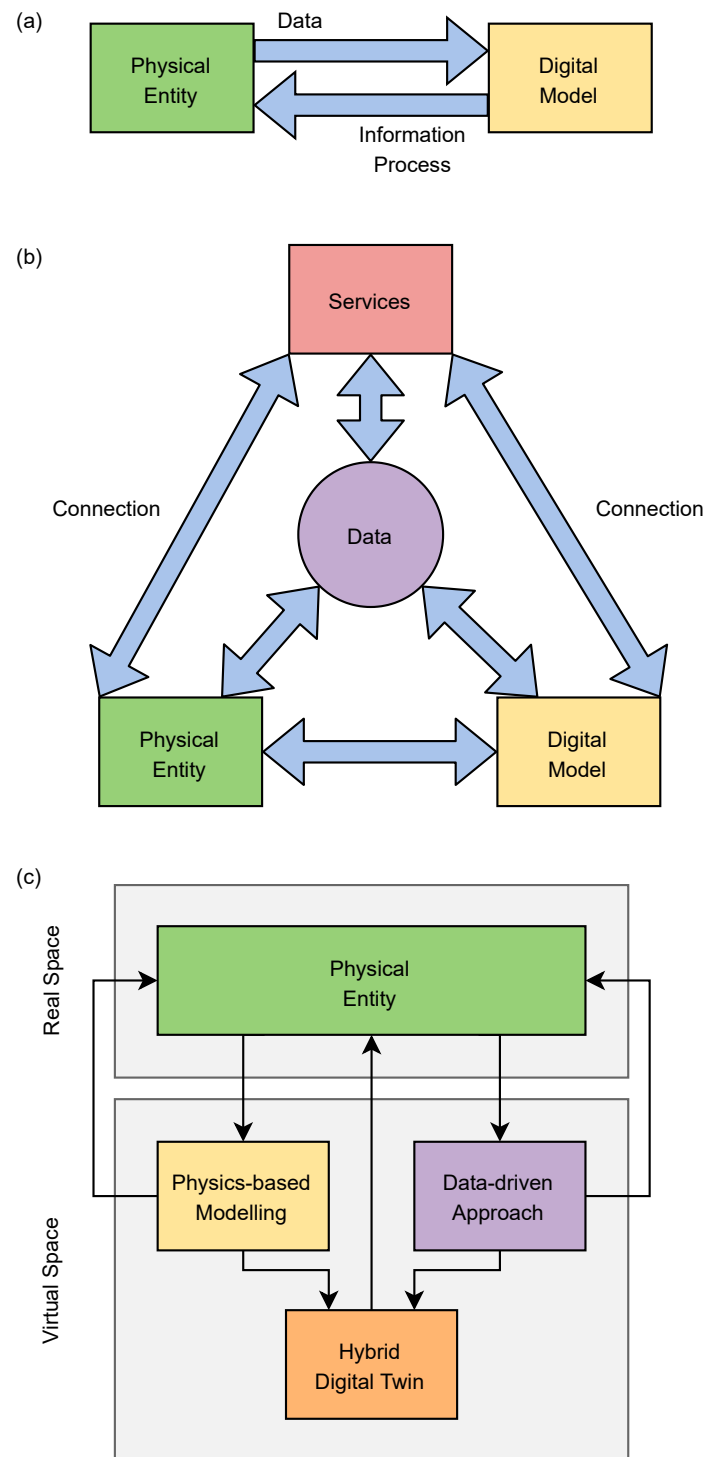 (a)
Data
Physical
Entity
Digital
Model
Information
Process
(b)
Services
Connection
Connection
Data
Physical
Entity
Digital
Model
(c)
Real Space
Physical
Entity
Virtual Space
Physics-based
Modelling
Data-driven
Approach
Hybrid
Digital Twin